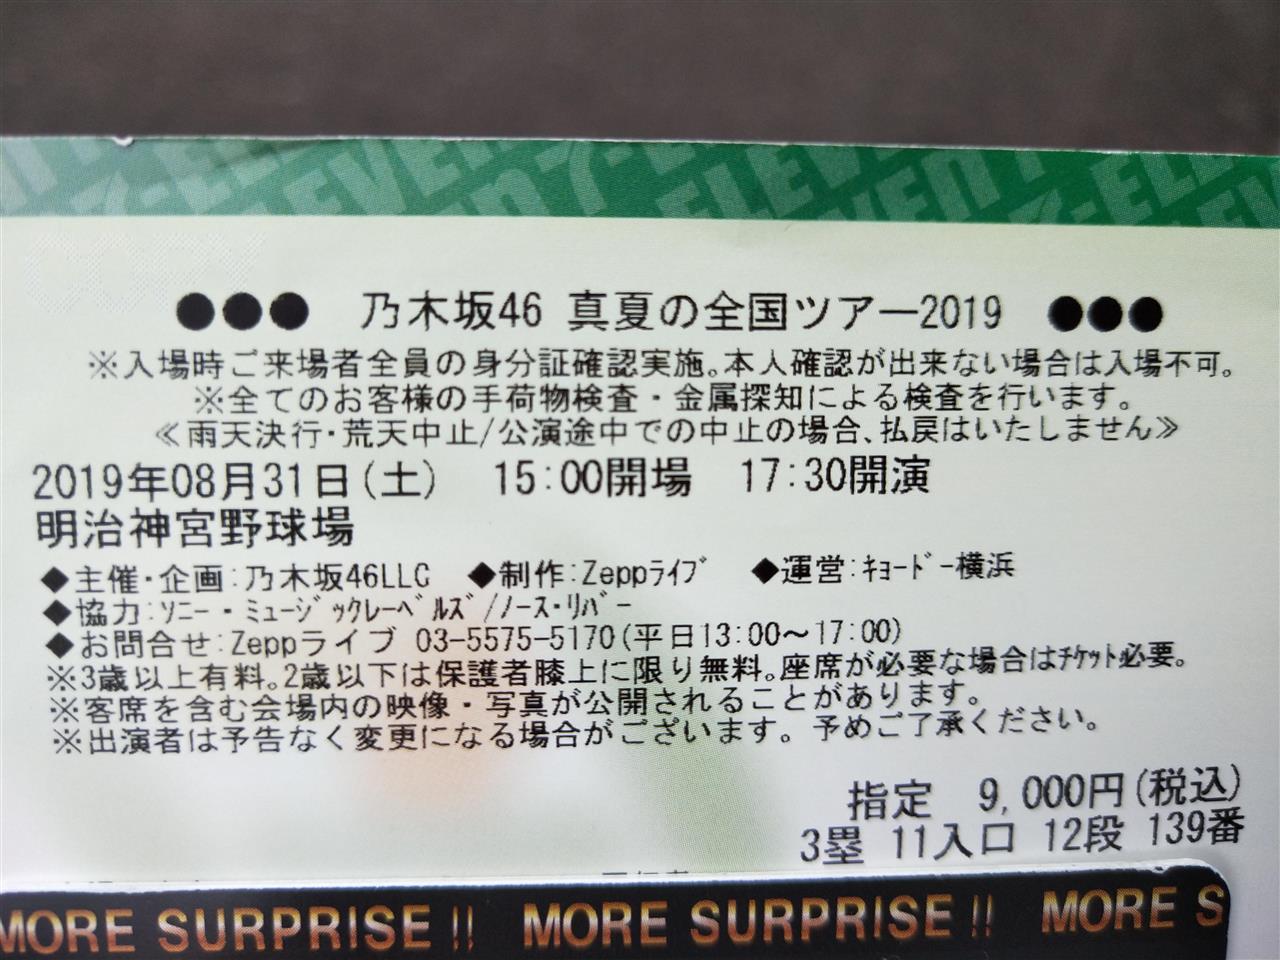 7-ELEVEN 7-ELEVEN 7-ELEVEN
COPY
●●● 乃木坂46 真夏の全国ツアー2019 ●●●
※入場時ご来場者全員の身分証確認実施。本人確認が出来ない場合は入場不可。
※全てのお客様の手荷物検査・金属探知による検査を行います。
≪雨天決行・荒天中止/公演途中での中止の場合、払戻はいたしません≫
2019年08月31日(土) 15:00開場 17:30開演
明治神宮野球場
◆主催・企画:乃木坂46LLC ◆制作:Zeppﾗｲﾌﾞ ◆運営:ｷｮｰﾄﾞｰ横浜
◆協力:ｿﾆｰ・ﾐｭｰｼﾞｯｸﾚｰﾍﾞﾙｽﾞ/ﾉｰｽ・ﾘﾊﾞｰ
◆お問合せ:Zeppライブ 03-5575-5170(平日13:00～17:00)
※3歳以上有料。2歳以下は保護者膝上に限り無料。座席が必要な場合はﾁｹｯﾄ必要。
※客席を含む会場内の映像・写真が公開されることがあります。
※出演者は予告なく変更になる場合がございます。予めご了承ください。
指定 9,000円(税込)
3塁 11入口 12段 139番
MORE SURPRISE!! MORE SURPRISE!! MORE S